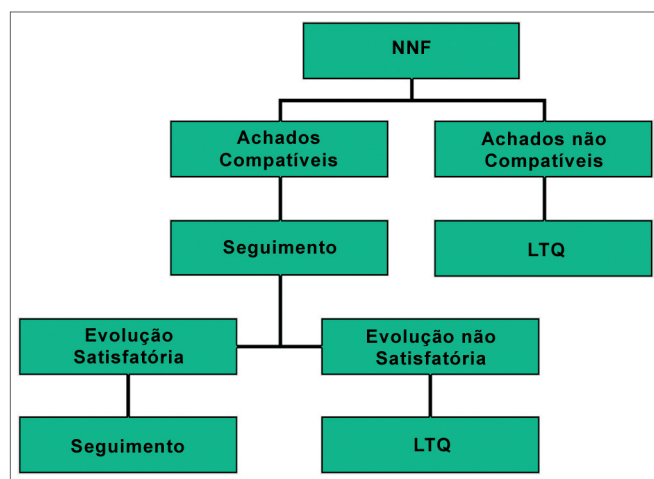 NNF
Achados
Compatíveis
Achados não
Compatíveis
Seguimento
LTQ
Evolução
Satisfatória
Evolução não
Satisfatória
Seguimento
LTQ